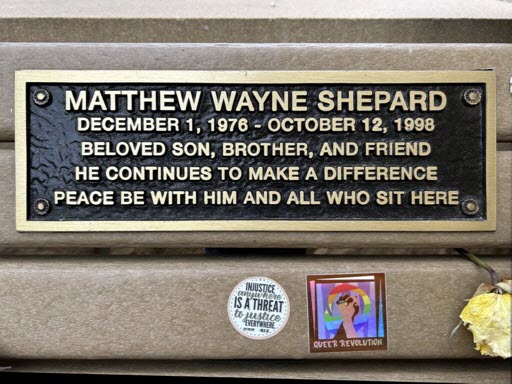 MATTHEW WAYNE SHEPARD
DECEMBER 1, 1976 - OCTOBER 12, 1998
BELOVED SON, BROTHER, AND FRIEND
HE CONTINUES TO MAKE A DIFFERENCE
PEACE BE WITH HIM AND ALL WHO SIT HERE
INJUSTICE
anywhere
IS A THREAT
to justice
EVERYWHERE.
QUEER REVOLUTION